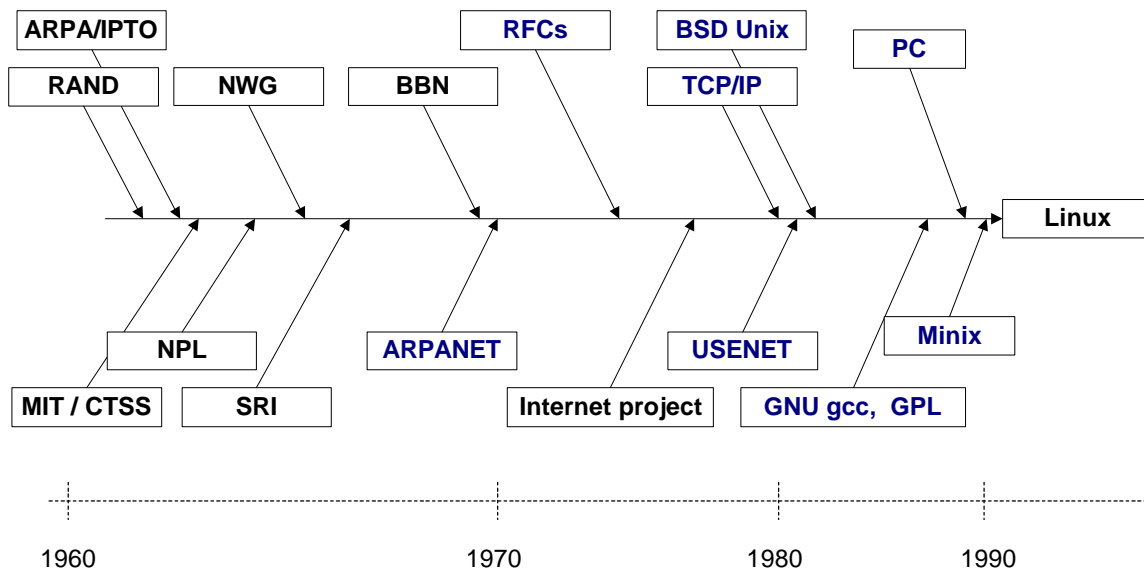 ARPA/IPTO
RFCs
BSD Unix
PC
RAND
NWG
BBN
TCP/IP
Linux
NPL
ARPANET
USENET
Minix
MIT / CTSS
SRI
Internet project
GNU gcc, GPL
1960
1970
1980
1990